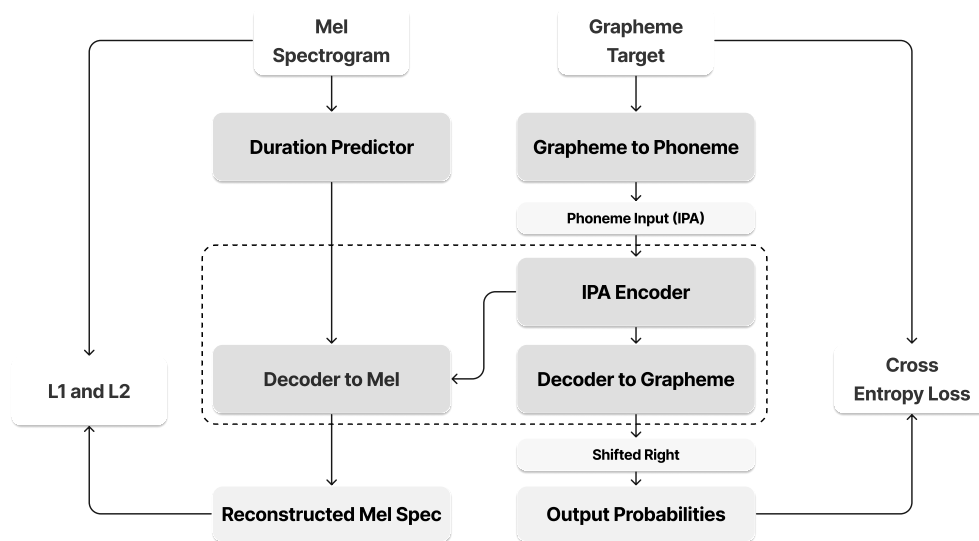 Mel
Spectrogram
Grapheme
Target
Duration Predictor
Grapheme to Phoneme
Phoneme Input (IPA)
IPA Encoder
L1 and L2
Decoder to Mel
Decoder to Grapheme
Cross
Entropy Loss
Shifted Right
Reconstructed Mel Spec
Output Probabilities